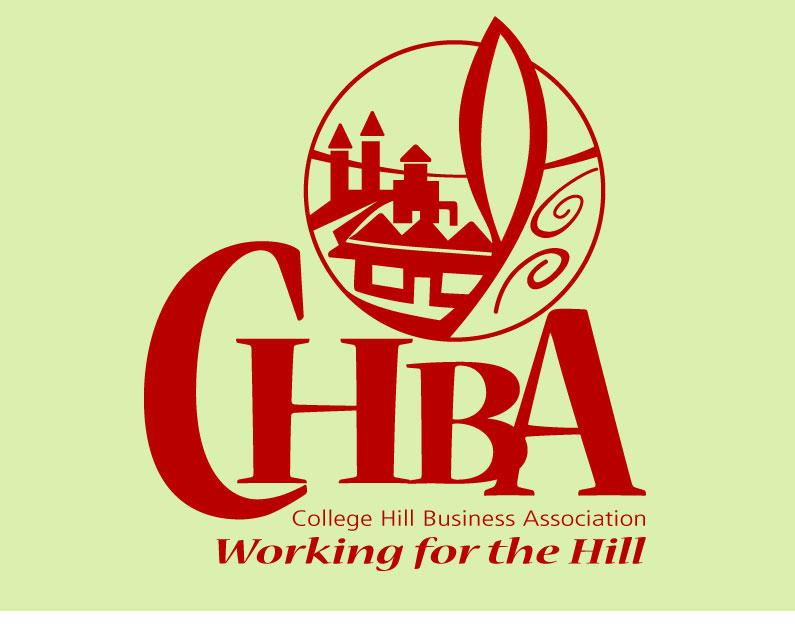 CHBA
College Hill Business Association
Working for the Hill